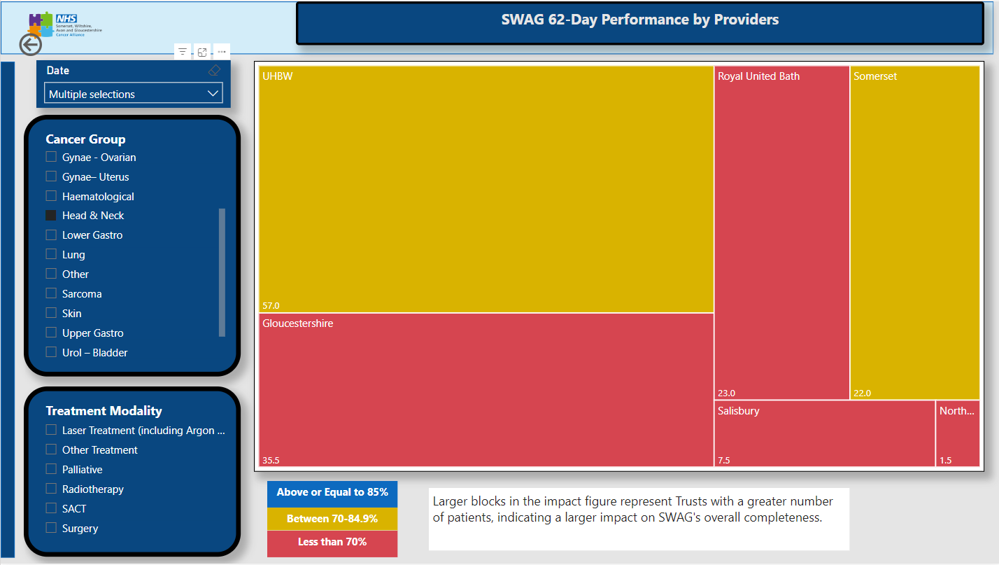 NHS
Somerset, Wiltshire,
Avon and Gloucestershire
Cancer Alliance
SWAG 62-Day Performance by Providers
Date
Multiple selections
Cancer Group
Gynae - Ovarian
Gynae– Uterus
Haematological
Head & Neck
Lower Gastro
Lung
Other
Sarcoma
Skin
Upper Gastro
Urol – Bladder
Treatment Modality
Laser Treatment (including Argon ...
Other Treatment
Palliative
Radiotherapy
SACT
Surgery
UHBW
57.0
Gloucestershire
35.5
Royal United Bath
23.0
Somerset
22.0
Salisbury
7.5
North...
1.5
Above or Equal to 85%
Between 70-84.9%
Less than 70%
Larger blocks in the impact figure represent Trusts with a greater number
of patients, indicating a larger impact on SWAG's overall completeness.